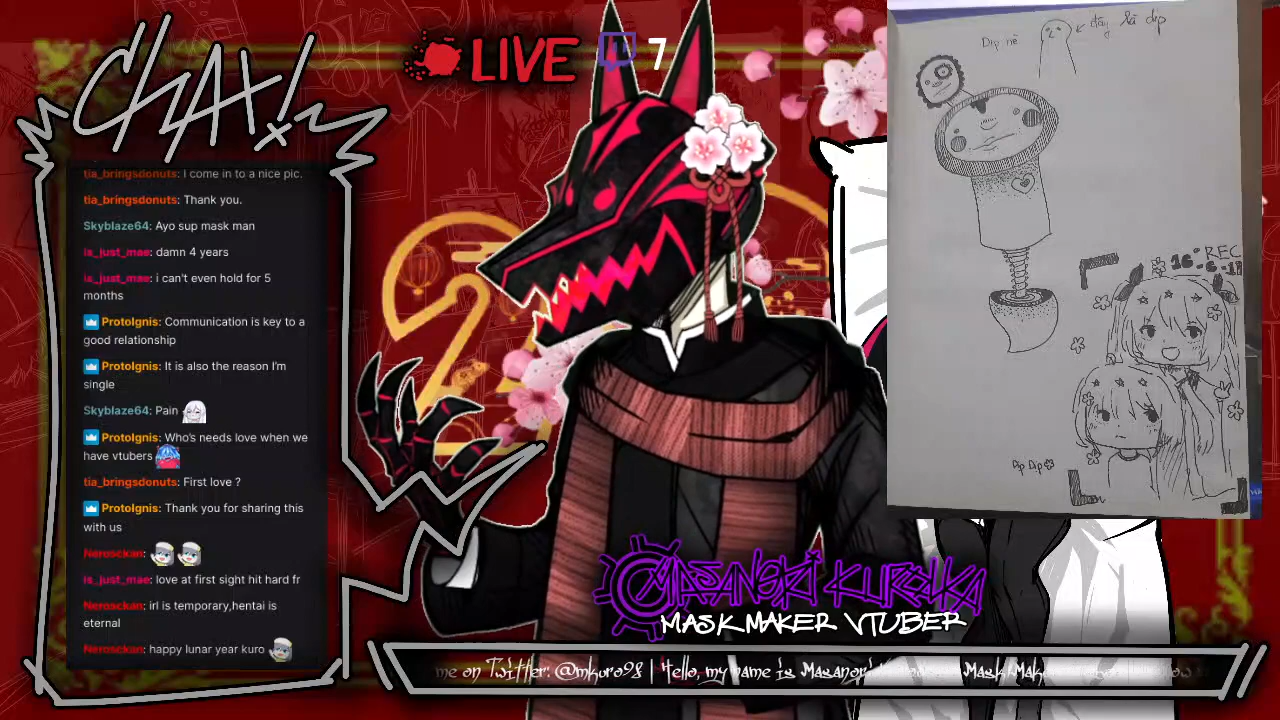 CHAT!
LIVE 7
tia_bringsdonuts: I come in to a nice pic.
tia_bringsdonuts: Thank you.
Skyblaze64: Ayo sup mask man
is_just_mae: damn 4 years
is_just_mae: i can't even hold for 5
months
ProtoIgnis: Communication is key to a
good relationship
ProtoIgnis: It is also the reason I'm
single
Skyblaze64: Pain
ProtoIgnis: Who's needs love when we
have vtubers
tia_bringsdonuts: First love ?
ProtoIgnis: Thank you for sharing this
with us
Nerosckan:
is_just_mae: love at first sight hit hard fr
Nerosckan: irl is temporary,hentai is
eternal
Nerosckan: happy lunar year kuro
đây là dịp
Dịp nè
REC
Dịp Dịp
MASANORI KUROKA
MASK MAKER VTUBER
me on Twitter: @mkuro98 | Hello, my name is Masanori